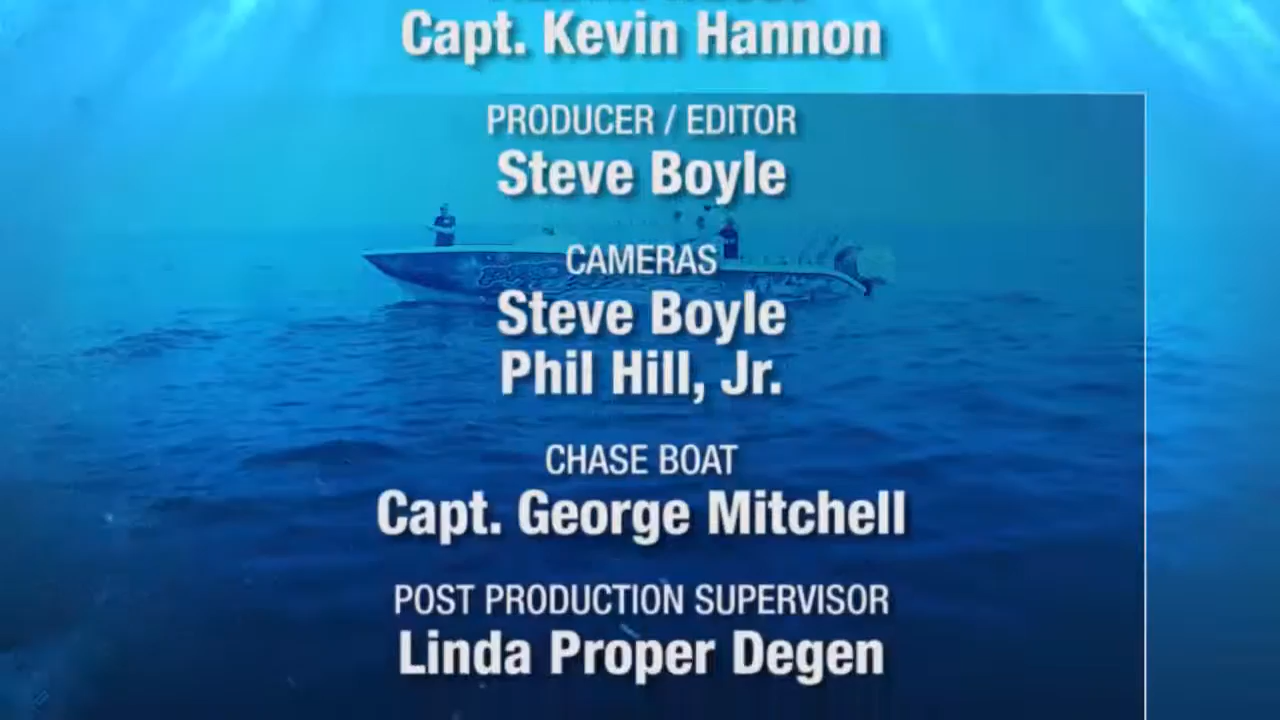 Capt. Kevin Hannon
PRODUCER / EDITOR
Steve Boyle
CAMERAS
Steve Boyle
Phil Hill, Jr.
CHASE BOAT
Capt. George Mitchell
POST PRODUCTION SUPERVISOR
Linda Proper Degen